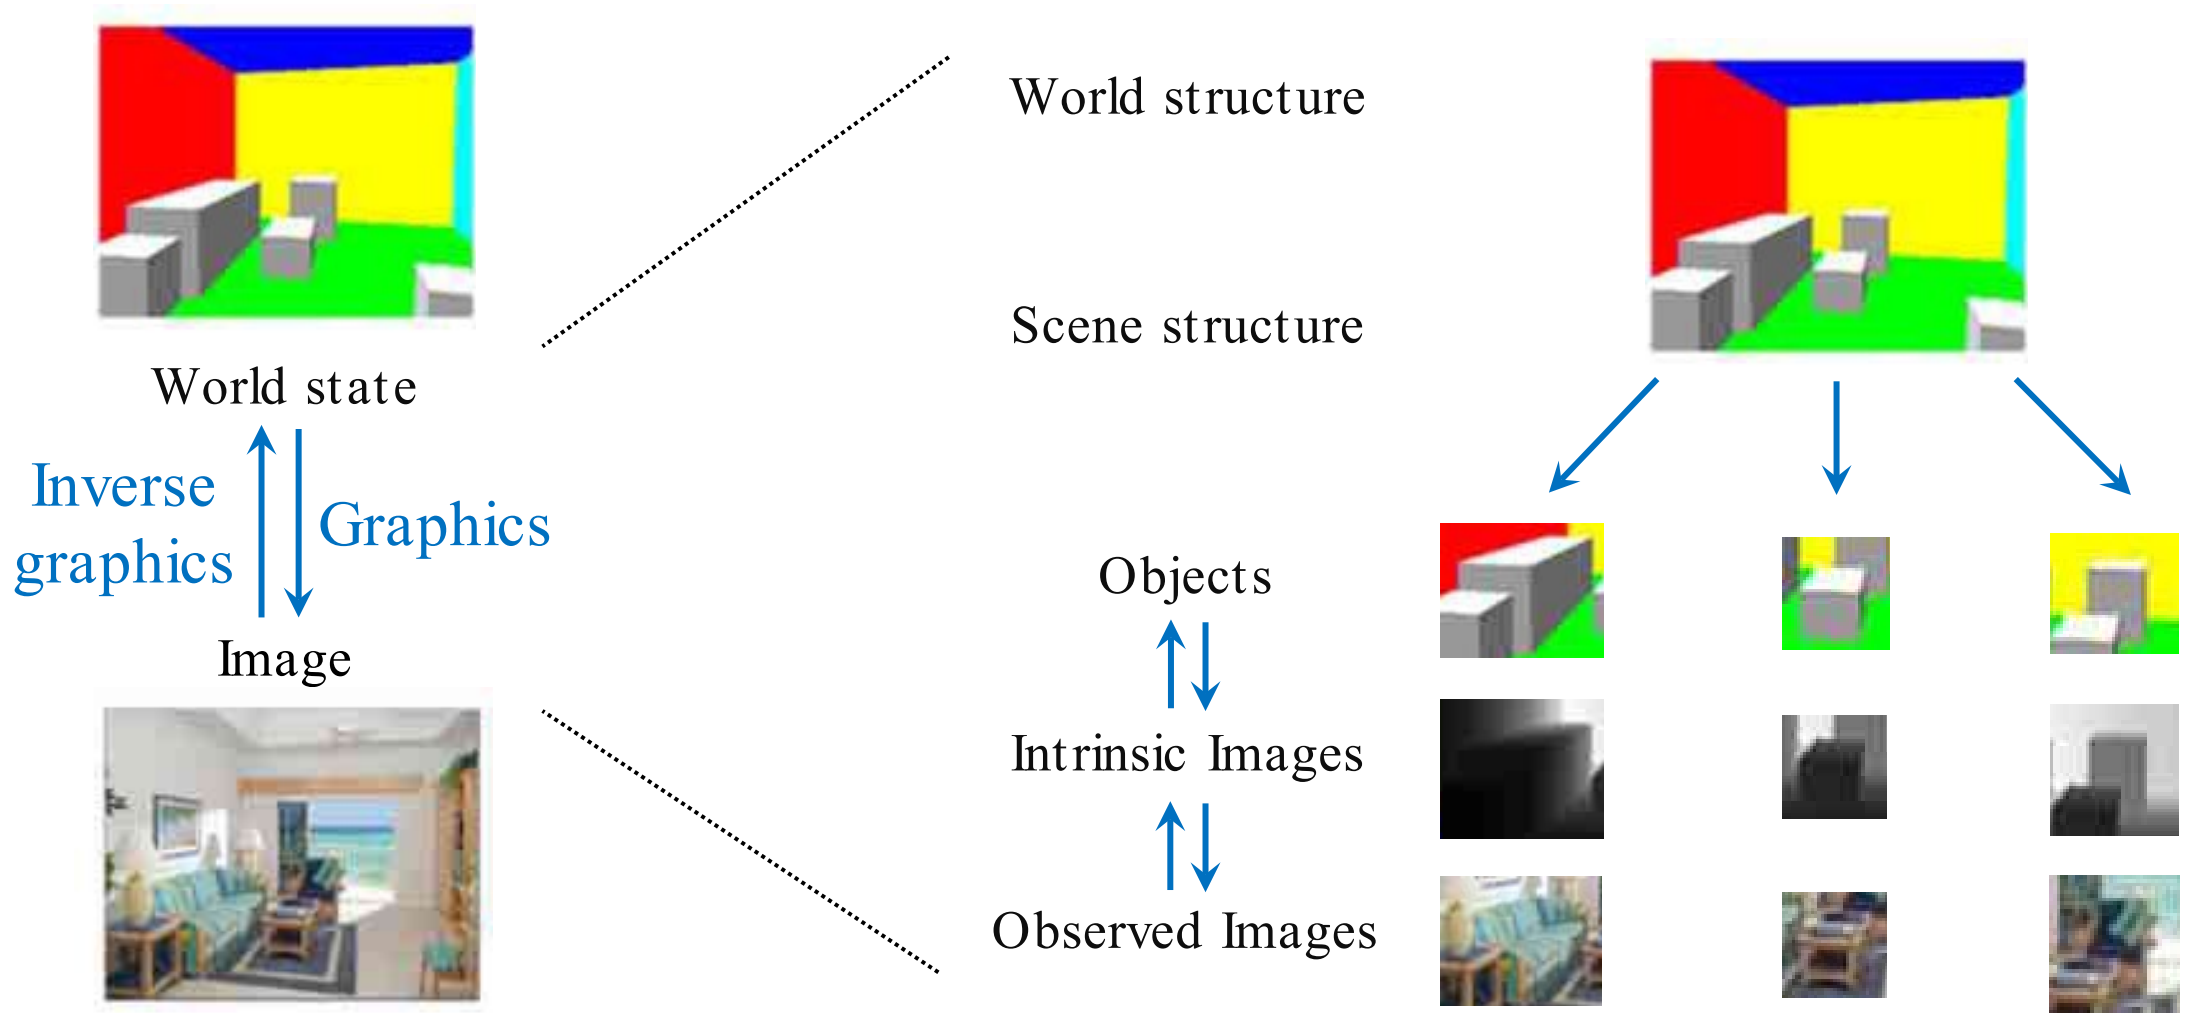 World state
Inverse
graphics
Graphics
Image
World structure
Scene structure
Objects
Intrinsic Images
Observed Images